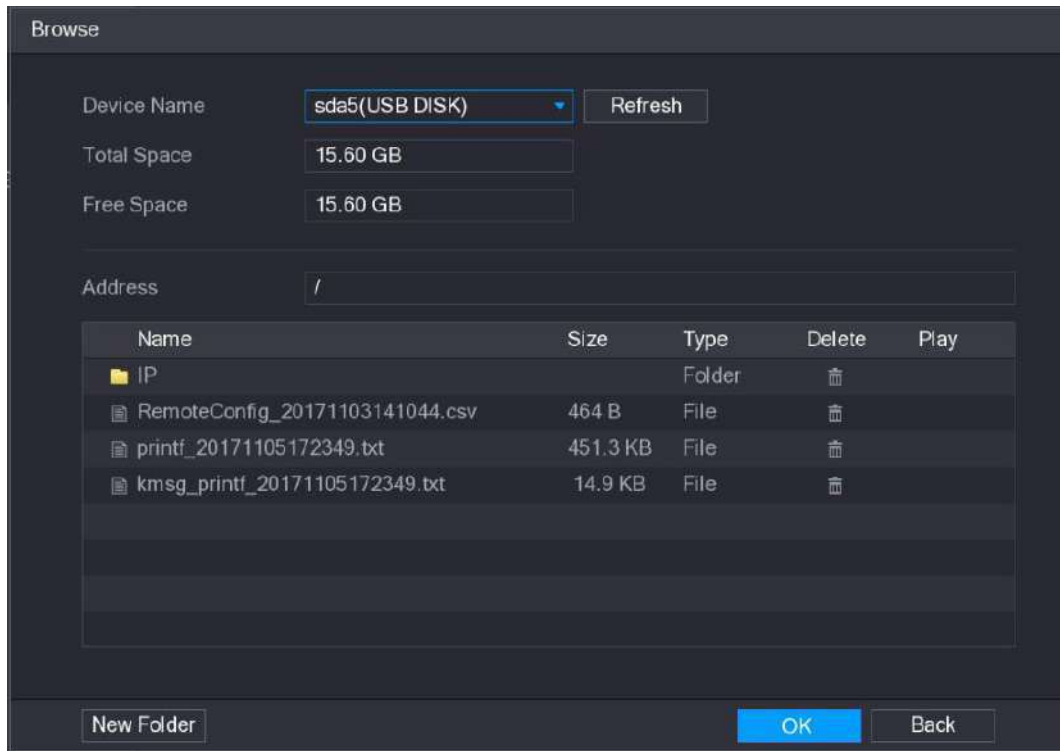 Browse
Device Name sda5(USB DISK) Refresh
Total Space 15.60 GB
Free Space 15.60 GB
Address /
Name Size Type Delete Play
IP Folder
RemoteConfig_20171103141044.csv 464 B File
printf_20171105172349.txt 451.3 KB File
kmsg_printf_20171105172349.txt 14.9 KB File
New Folder OK Back